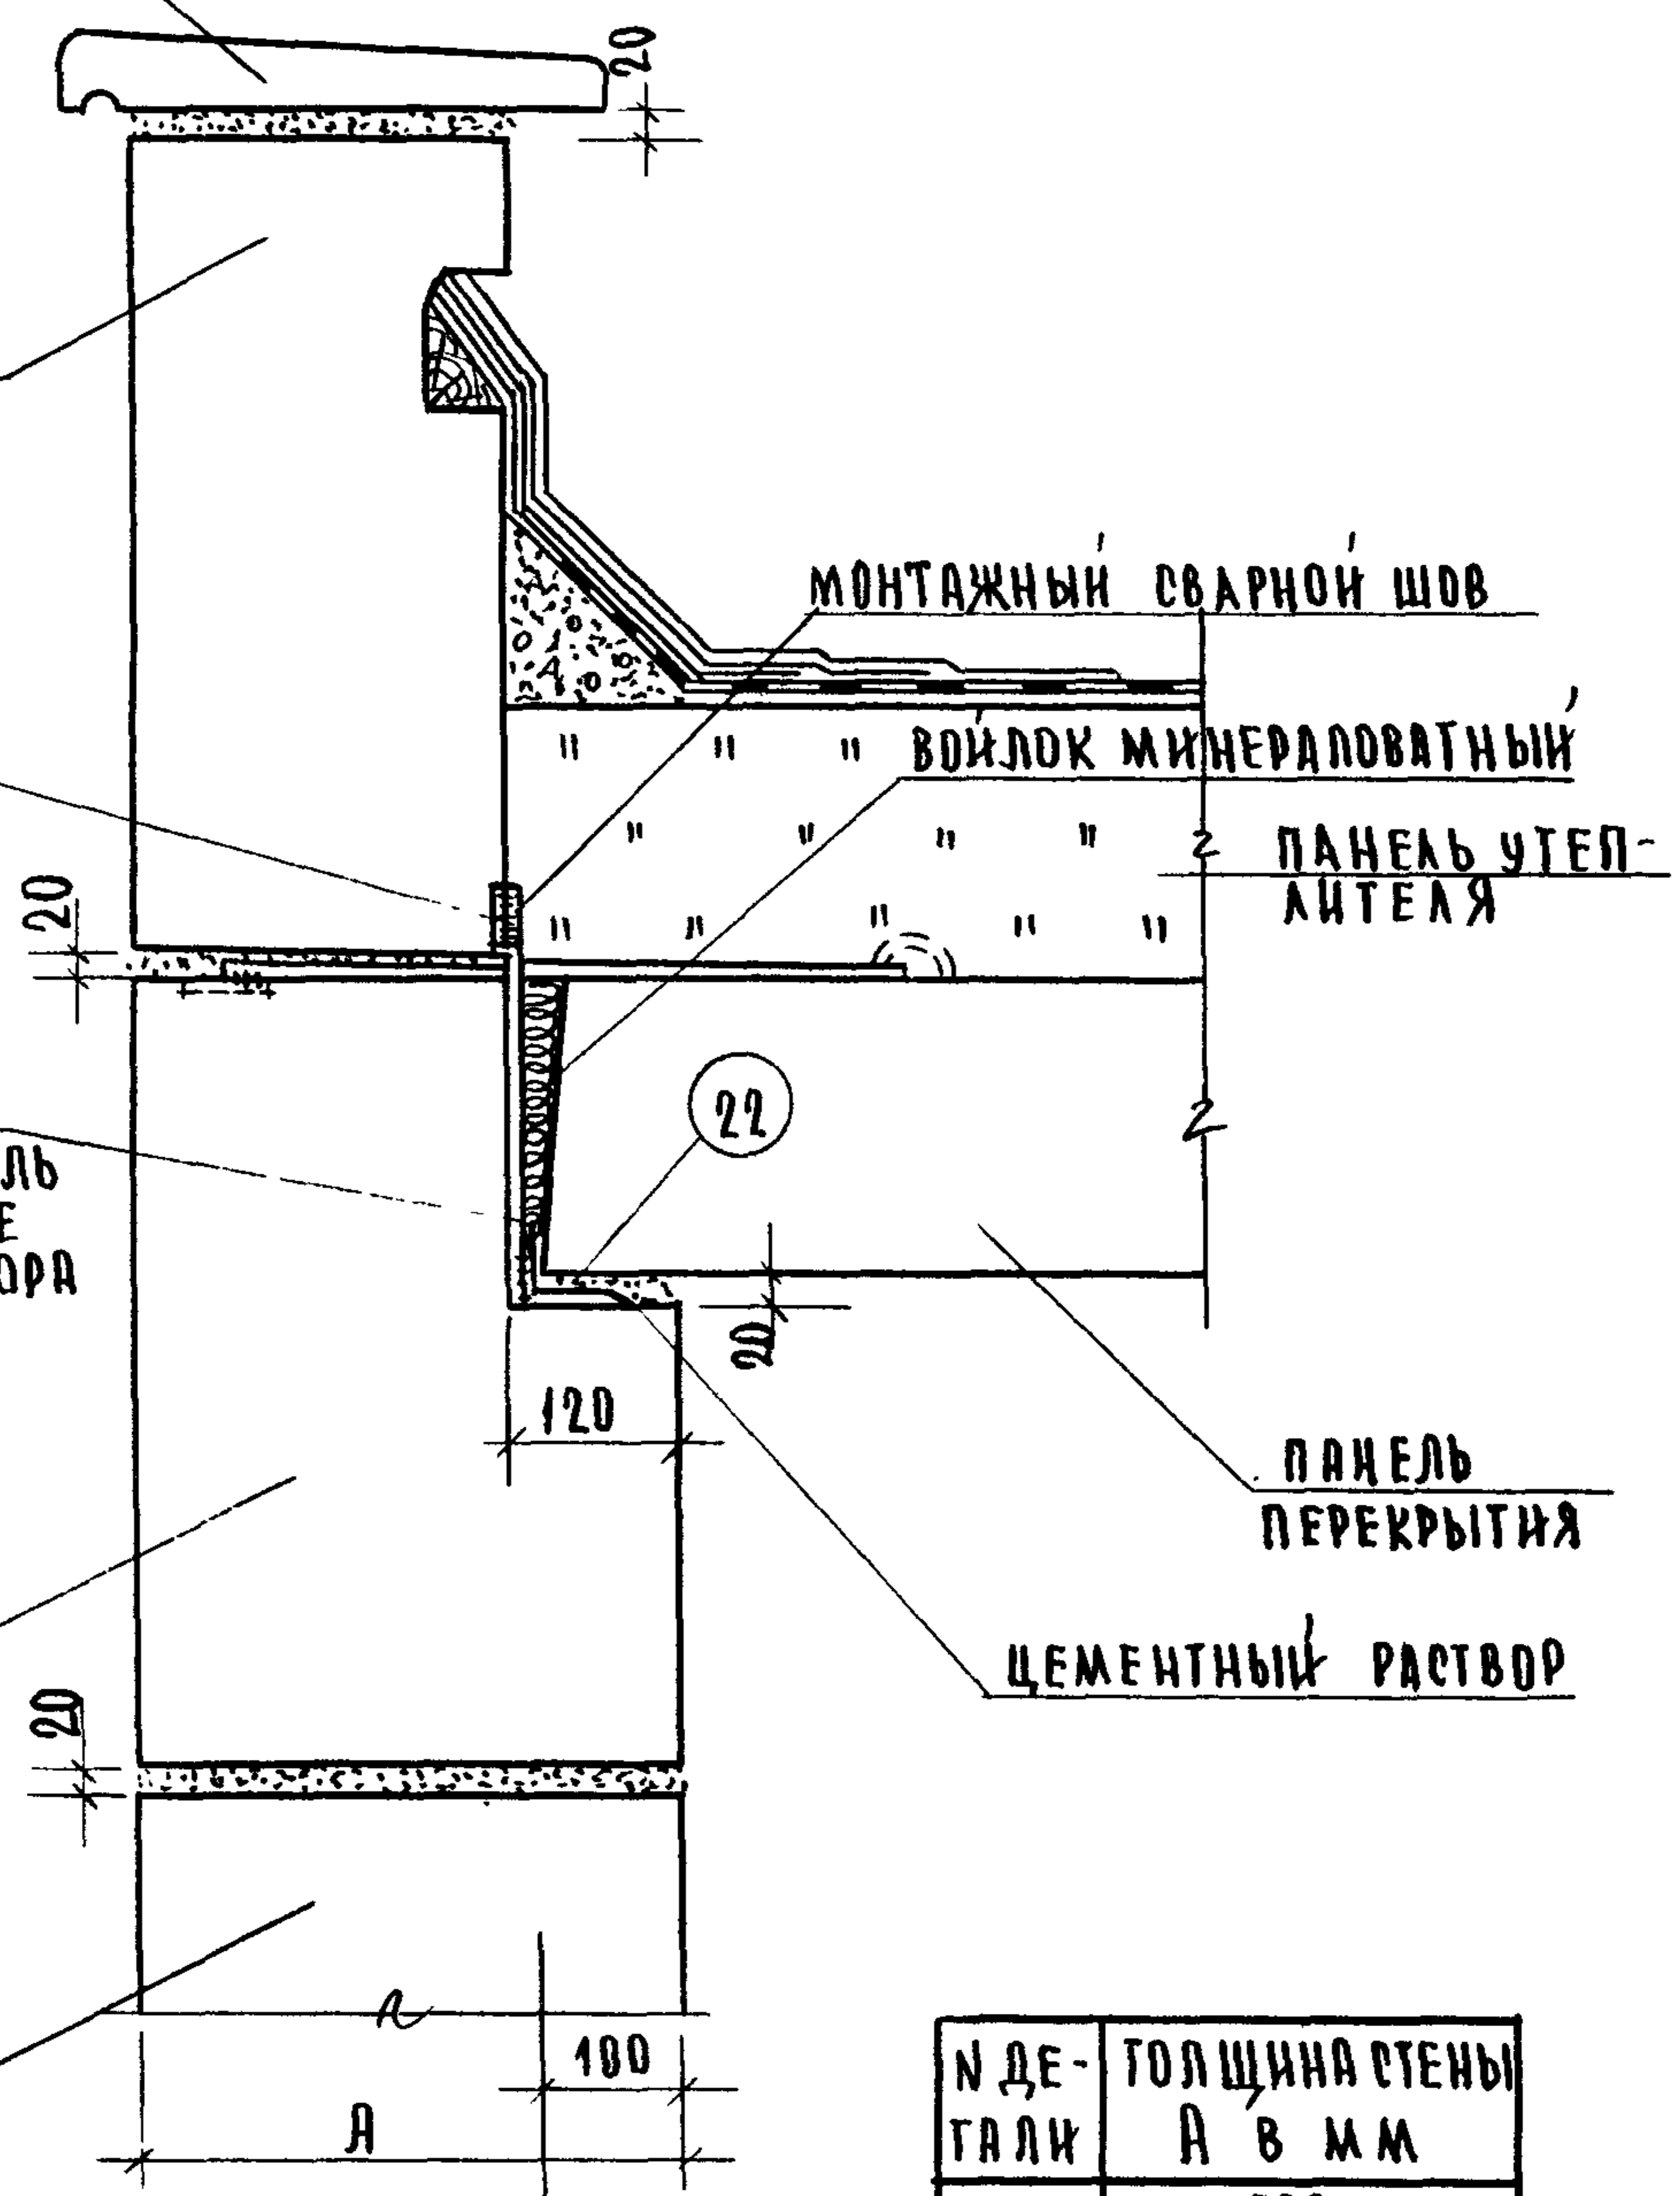 20
МОНТАЖНЫЙ СВАРНОЙ ШОВ
ВОЙЛОК МИНЕРАЛОВАТНЫЙ
ПАНЕЛЬ УТЕП-
ЛИТЕЛЯ
20
22
20
120
ПАНЕЛЬ
ПЕРЕКРЫТИЯ
ЦЕМЕНТНЫЙ РАСТВОР
20
100
А
N ДЕ-
ТАЛИ
ТОЛЩИНА СТЕНЫ
А В ММ